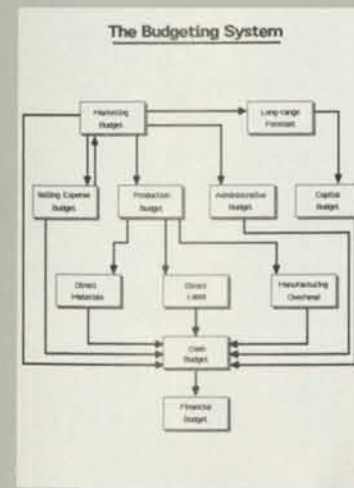 The Budgeting System
Marketing
Budget
Long-range
Forecast
Selling Expense
Budget
Production
Budget
Administrative
Budget
Capital
Budget
Direct
Materials
Direct
Labor
Manufacturing
Overhead
Cash
Budget
Financial
Budget